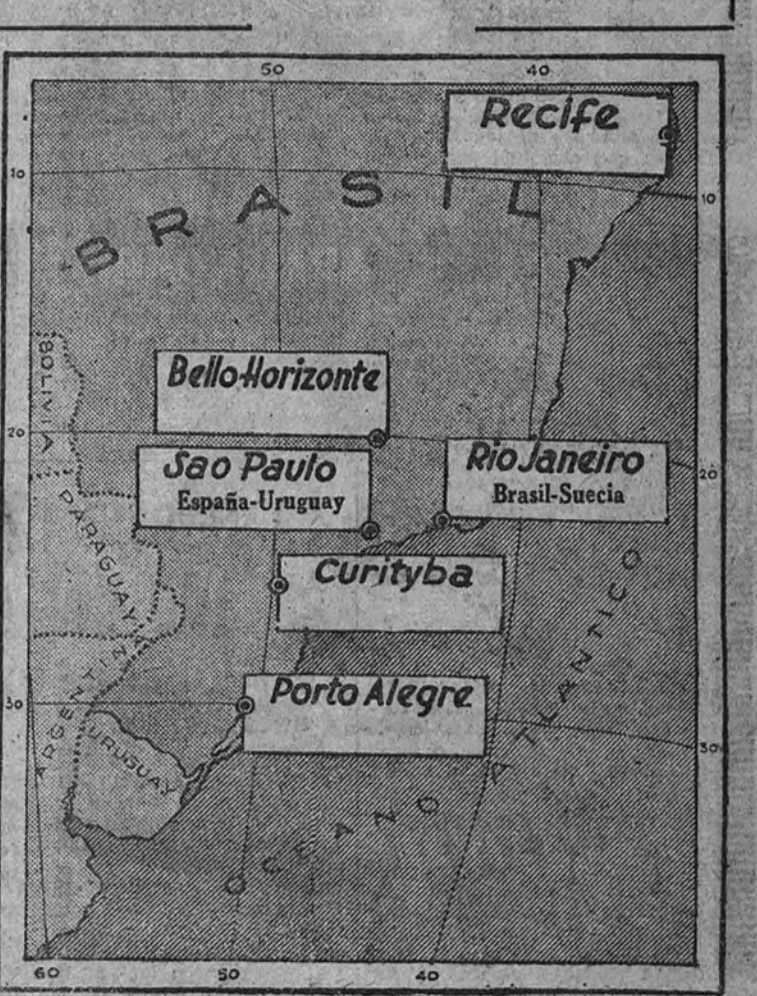 50 40
Recife
10
10
BRASIL
BOLIVIA
Bello-Horizonte
20
Sao Paulo
España-Uruguay
Rio Janeiro
Brasil-Suecia
20
PARAGUAY
Curityba
ARGENTINA
Porto Alegre
30
URUGUAY
30
OCEANO ATLANTICO
60 50 40